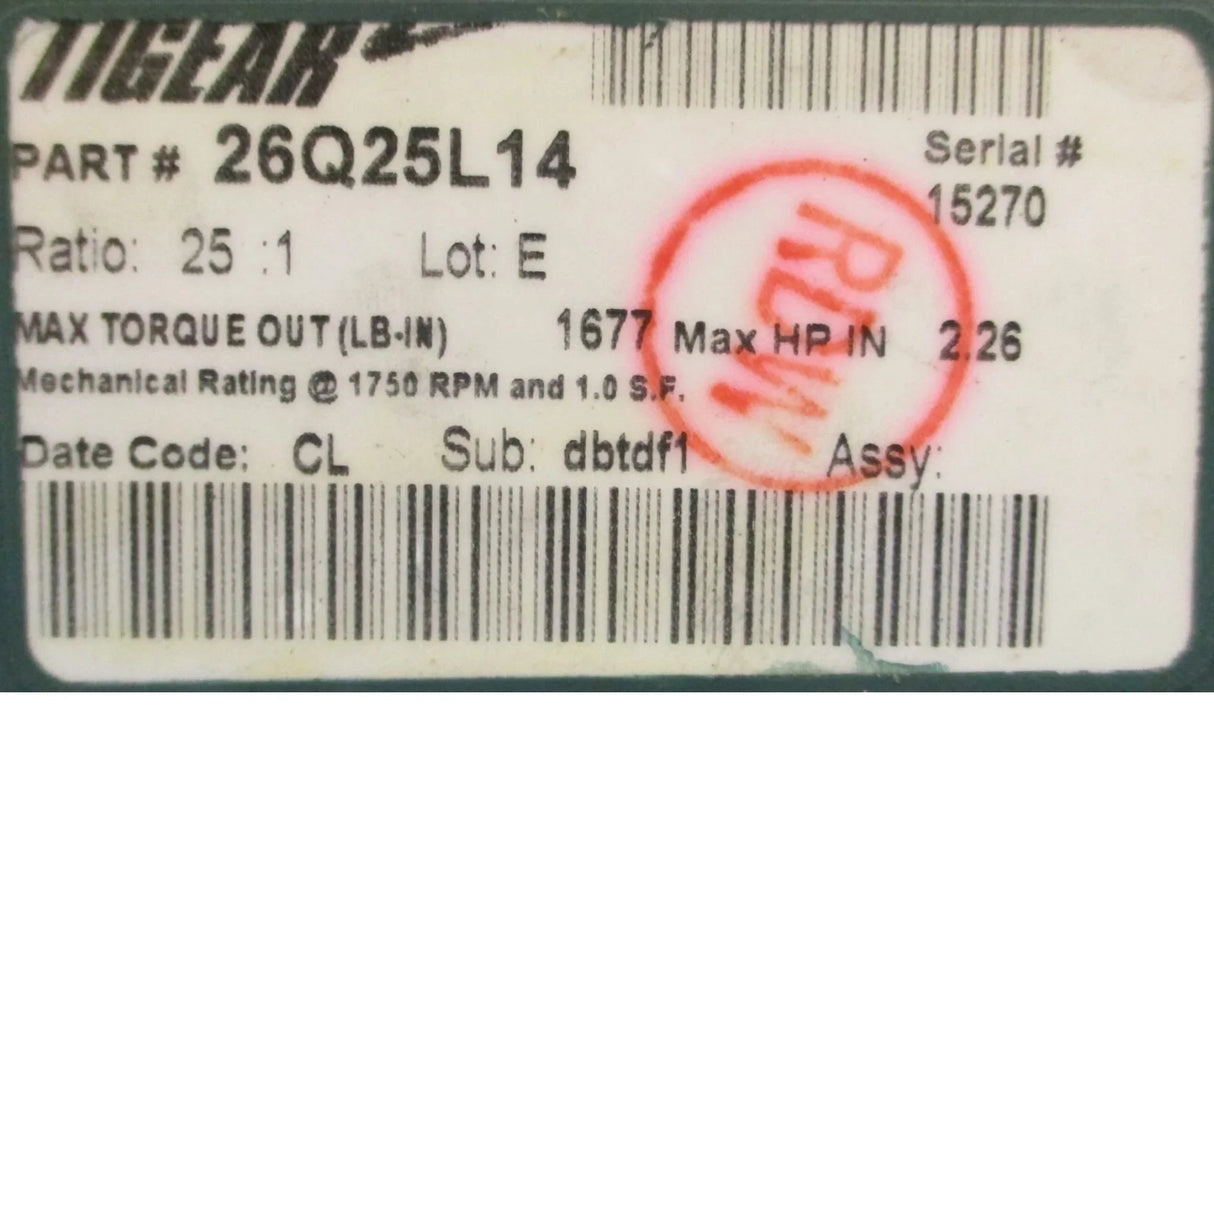 TIGEAR
PART # 26Q25L14
Serial #
15270
Ratio: 25 :1 Lot: E
MAX TORQUE OUT (LB-IN) 1677 Max HP IN 2.26
Mechanical Rating @ 1750 RPM and 1.0 S.F.
Date Code: CL Sub: dbtdf1 Assy: